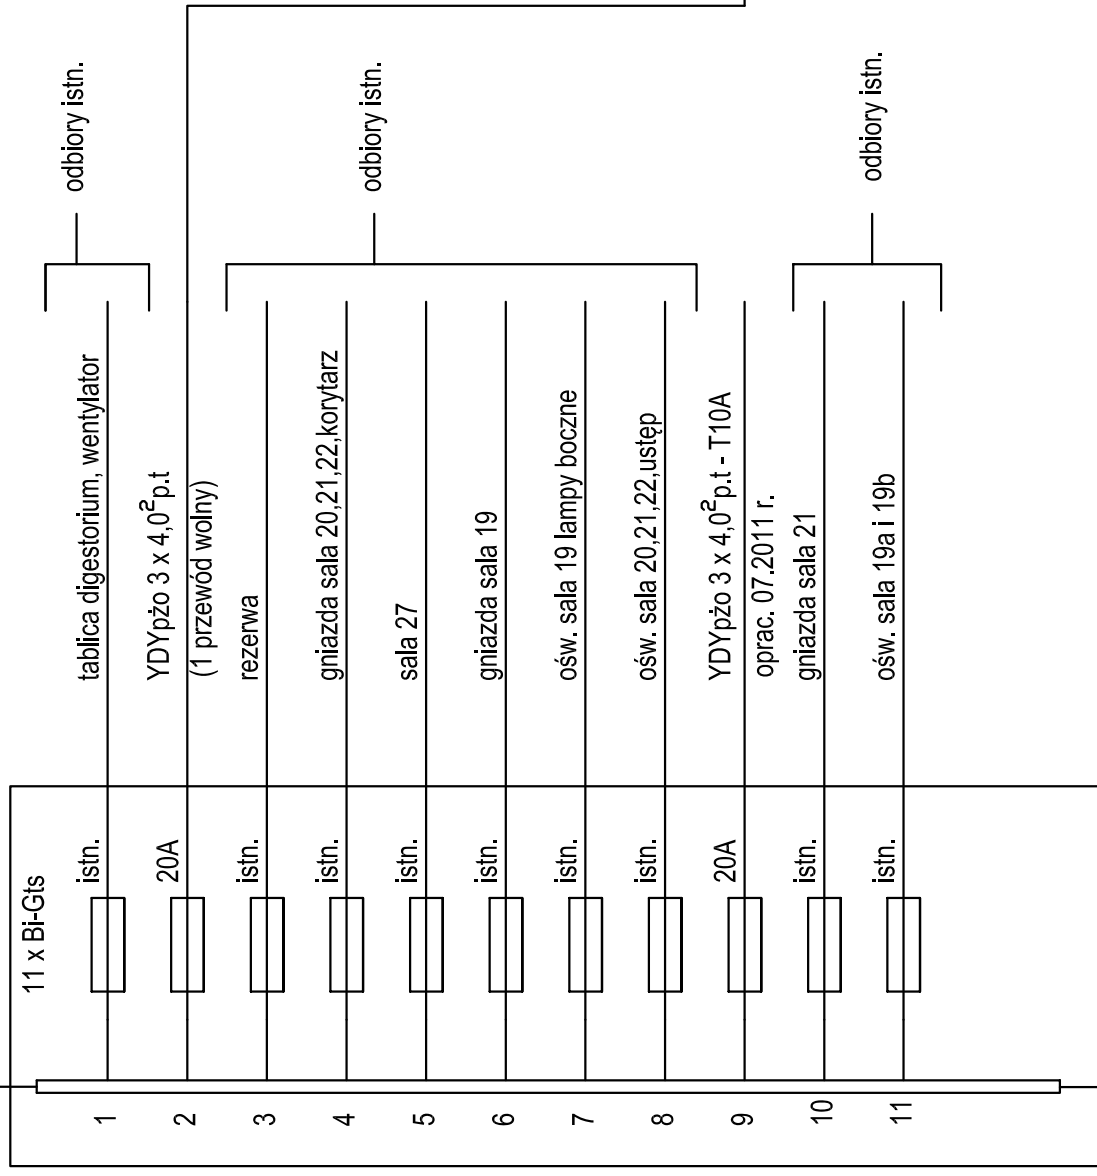 11 x Bi-Gts
1
istn.
tablica digestorium, wentylator
odbiory istn.
2
20A
YDYpżo 3 x 4,0² p.t
(1 przewód wolny)
3
istn.
rezerwa
4
istn.
gniazda sala 20,21,22,korytarz
odbiory istn.
5
istn.
sala 27
6
istn.
gniazda sala 19
7
istn.
ośw. sala 19 lampy boczne
8
istn.
ośw. sala 20,21,22,ustęp
9
20A
YDYpżo 3 x 4,0² p.t - T10A
oprac. 07.2011 r.
10
istn.
gniazda sala 21
odbiory istn.
11
istn.
ośw. sala 19a i 19b